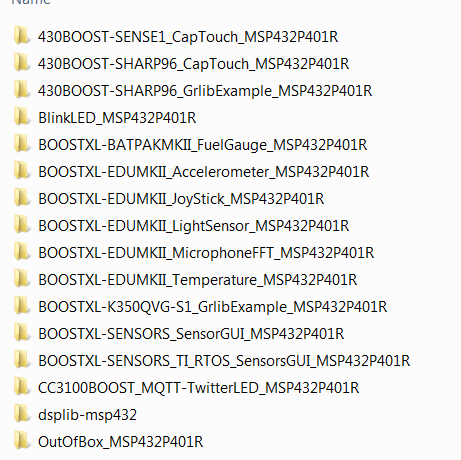 Name
430BOOST-SENSE1_CapTouch_MSP432P401R
430BOOST-SHARP96_CapTouch_MSP432P401R
430BOOST-SHARP96_GrlibExample_MSP432P401R
BlinkLED_MSP432P401R
BOOSTXL-BATPAKMKII_FuelGauge_MSP432P401R
BOOSTXL-EDUMKII_Accelerometer_MSP432P401R
BOOSTXL-EDUMKII_JoyStick_MSP432P401R
BOOSTXL-EDUMKII_LightSensor_MSP432P401R
BOOSTXL-EDUMKII_MicrophoneFFT_MSP432P401R
BOOSTXL-EDUMKII_Temperature_MSP432P401R
BOOSTXL-K350QVG-S1_GrlibExample_MSP432P401R
BOOSTXL-SENSORS_SensorGUI_MSP432P401R
BOOSTXL-SENSORS_TI_RTOS_SensorsGUI_MSP432P401R
CC3100BOOST_MQTT-TwitterLED_MSP432P401R
dsplib-msp432
OutOfBox_MSP432P401R